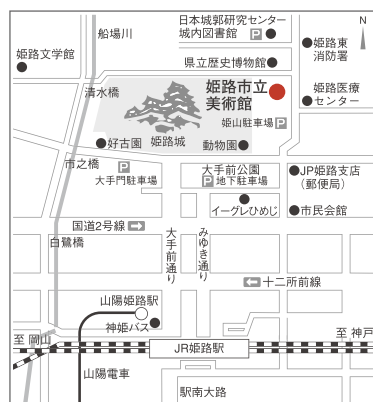 船場川
日本城郭研究センター
城内図書館 P
N
姫路東
消防署
姫路文学館
県立歴史博物館
清水橋
姫路市立
美術館
姫路医療
センター
姫山駐車場 P
好古園
姫路城
動物園
市之橋
P
大手門駐車場
大手前公園
P 地下駐車場
JP姫路支店
(郵便局)
イーグレひめじ
市民会館
国道2号線
白鷺橋
大手前通り
みゆき通り
十二所前線
山陽姫路駅
神姫バス
至 岡山
至 神戸
JR姫路駅
山陽電車
駅南大路